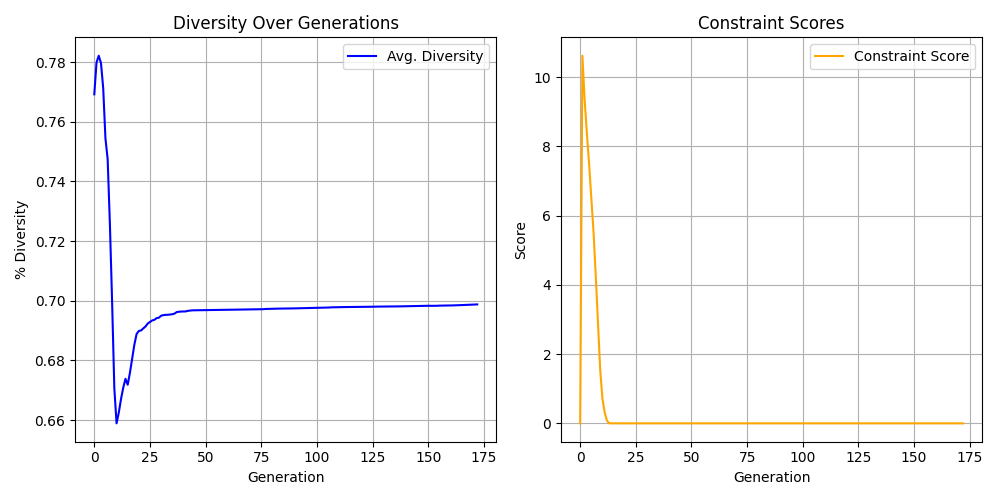 Diversity Over Generations
Avg. Diversity
% Diversity
0.78
0.76
0.74
0.72
0.70
0.68
0.66
0 25 50 75 100 125 150 175
Generation
Constraint Scores
Constraint Score
Score
10
8
6
4
2
0
0 25 50 75 100 125 150 175
Generation